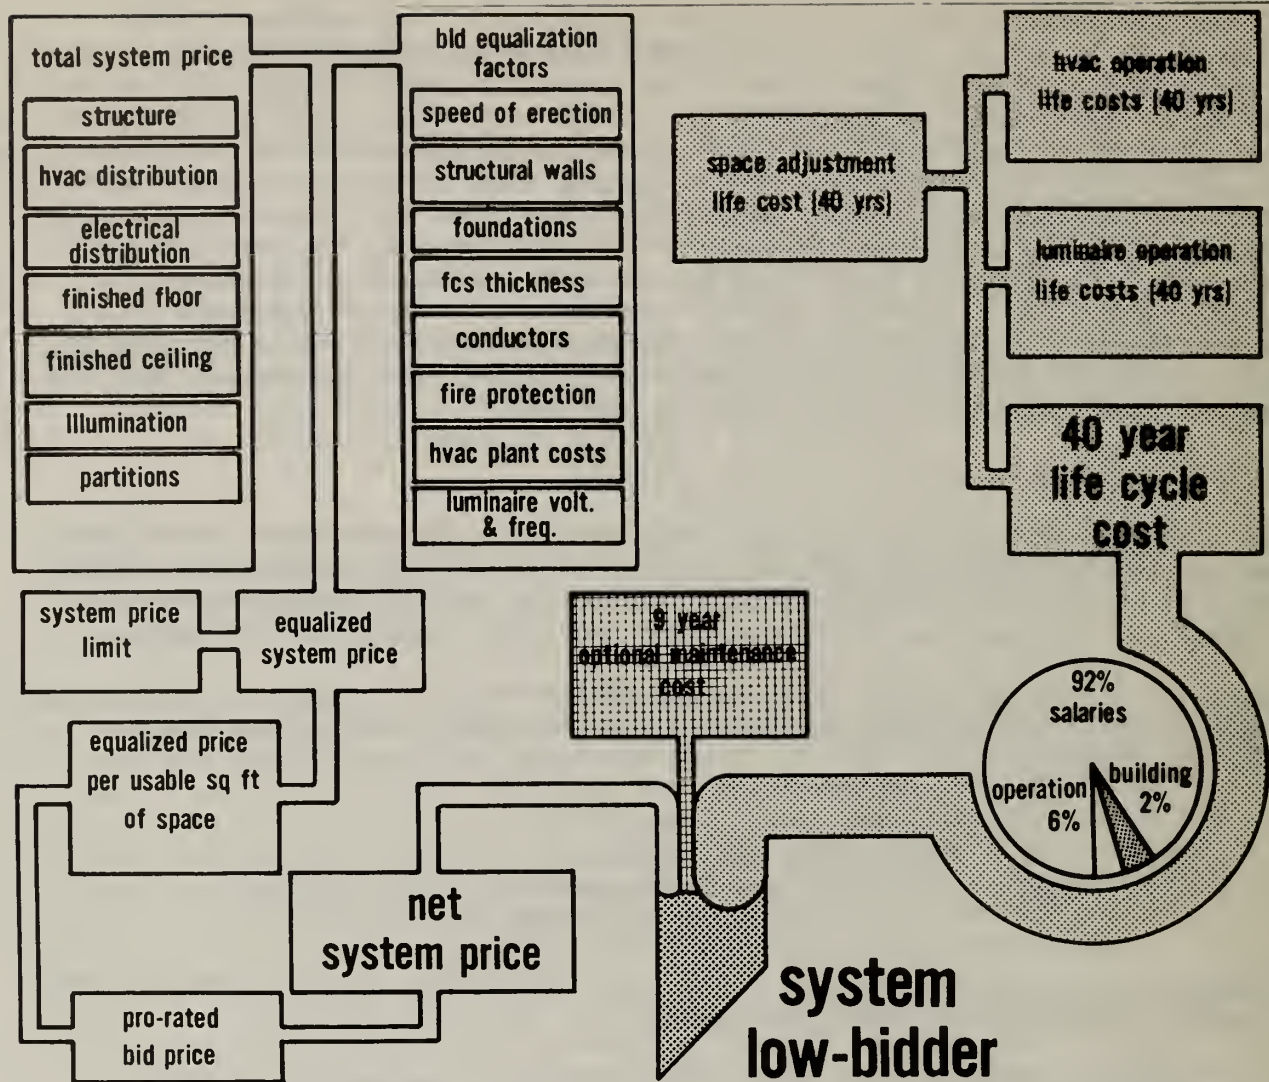 total system price
structure
hvac distribution
electrical
distribution
finished floor
finished ceiling
Illumination
partitions
bld equalization
factors
speed of erection
structural walls
foundations
fcs thickness
conductors
fire protection
hvac plant costs
luminaire volt.
& freq.
space adjustment
life cost (40 yrs)
hvac operation
life costs (40 yrs)
luminaire operation
life costs (40 yrs)
40 year
life cycle
cost
system price
limit
equalized
system price
equalized price
per usable sq ft
of space
pro-rated
bid price
net
system price
9 year
optional maintenance
cost
92%
salaries
building
2%
operation
6%
system
low-bidder